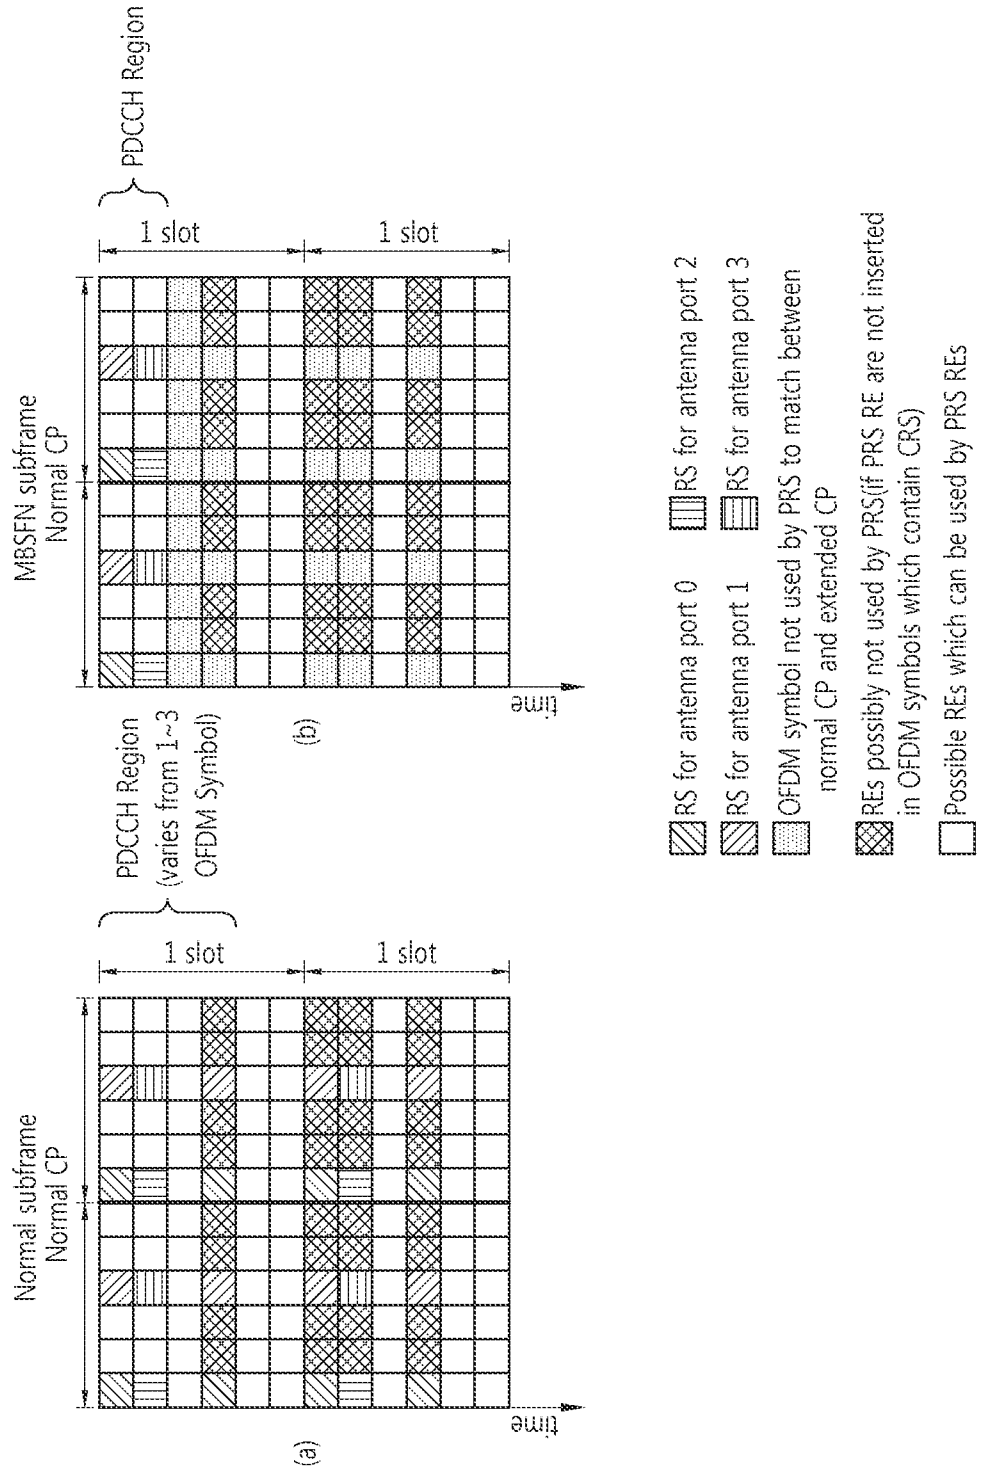 Normal subframe
Normal CP
1 slot
1 slot
PDCCH Region
(varies from 1~3
OFDM Symbol)
time
(a)
MBSFN subframe
Normal CP
1 slot
1 slot
PDCCH Region
time
(b)
RS for antenna port 0
RS for antenna port 2
RS for antenna port 1
RS for antenna port 3
OFDM symbol not used by PRS to match between
normal CP and extended CP
REs possibly not used by PRS(if PRS RE are not inserted
in OFDM symbols which contain CRS)
Possible REs which can be used by PRS REs